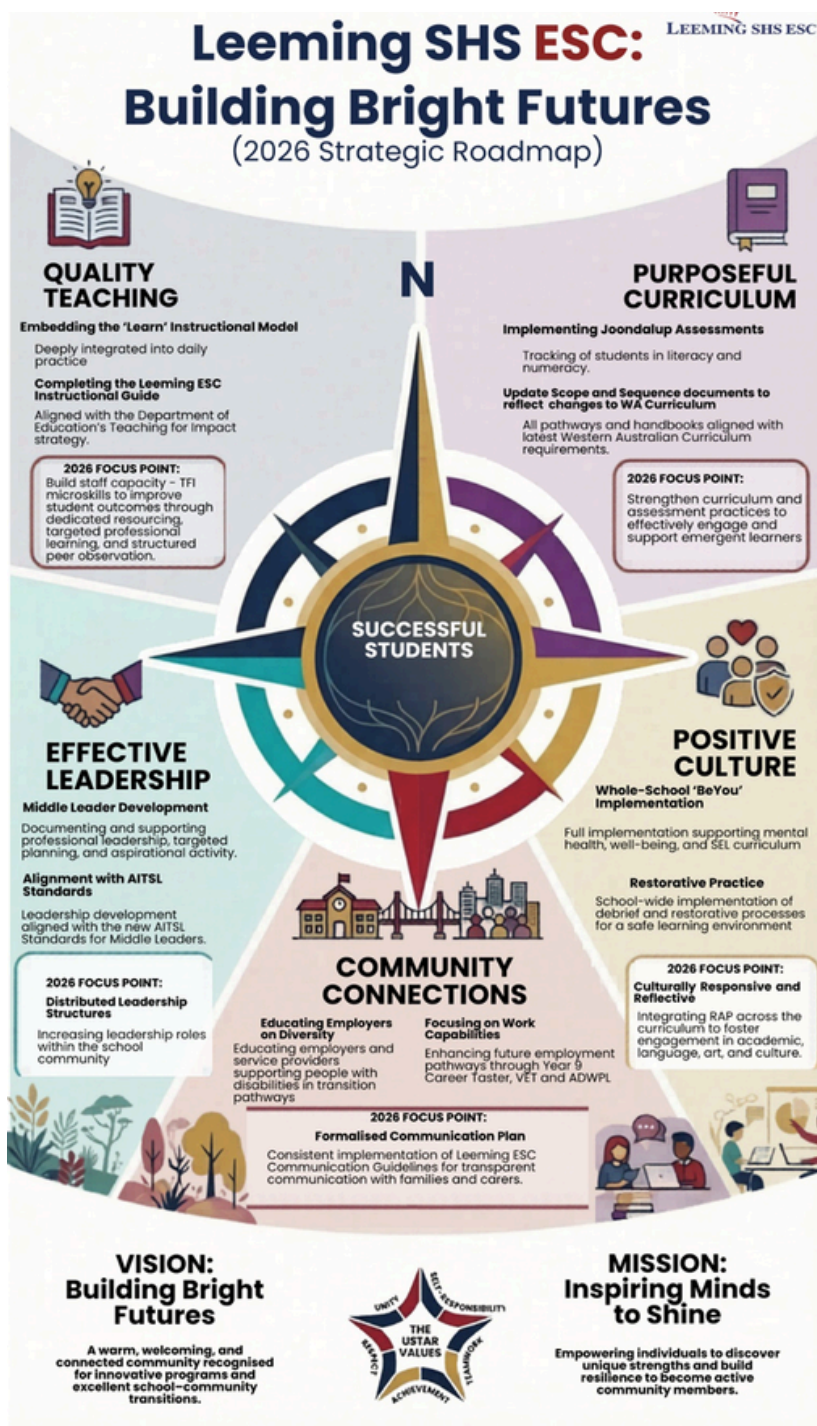 LEEMING SHS ESC
Leeming SHS ESC:
Building Bright Futures
(2026 Strategic Roadmap)
N
QUALITY
TEACHING
Embedding the ‘Learn’ Instructional Model
Deeply integrated into daily
practice
Completing the Leeming ESC
Instructional Guide
Aligned with the Department of
Education’s Teaching for Impact
strategy.
2026 FOCUS POINT:
Build staff capacity - TFI
microskills to improve
student outcomes through
dedicated resourcing,
targeted professional
learning, and structured
peer observation.
PURPOSEFUL
CURRICULUM
Implementing Joondalup Assessments
Tracking of students in literacy and
numeracy.
Update Scope and Sequence documents to
reflect changes to WA Curriculum
All pathways and handbooks aligned with
latest Western Australian Curriculum
requirements.
2026 FOCUS POINT:
Strengthen curriculum and
assessment practices to
effectively engage and
support emergent learners
SUCCESSFUL
STUDENTS
EFFECTIVE
LEADERSHIP
Middle Leader Development
Documenting and supporting
professional leadership, targeted
planning, and aspirational activity.
Alignment with AITSL
Standards
Leadership development
aligned with the new AITSL
Standards for Middle Leaders.
2026 FOCUS POINT:
Distributed Leadership
Structures
Increasing leadership roles
within the school
community
POSITIVE
CULTURE
Whole-School ‘BeYou’
Implementation
Full implementation supporting mental
health, well-being, and SEL curriculum
Restorative Practice
School-wide implementation of
debrief and restorative processes
for a safe learning environment
2026 FOCUS POINT:
Culturally Responsive and
Reflective
Integrating RAP across the
curriculum to foster
engagement in academic,
language, art, and culture.
COMMUNITY
CONNECTIONS
Educating Employers
on Diversity
Educating employers and
service providers
supporting people with
disabilities in transition
pathways
Focusing on Work
Capabilities
Enhancing future employment
pathways through Year 9
Career Taster, VET and ADWPL
2026 FOCUS POINT:
Formalised Communication Plan
Consistent implementation of Leeming ESC
Communication Guidelines for transparent
communication with families and carers.
VISION:
Building Bright
Futures
A warm, welcoming, and
connected community recognised
for innovative programs and
excellent school-community
transitions.
THE
USTAR
VALUES
UNITY
SELF-RESPONSIBILITY
TEAMWORK
ACHIEVEMENT
RESPECT
MISSION:
Inspiring Minds
to Shine
Empowering individuals to discover
unique strengths and build
resilience to become active
community members.